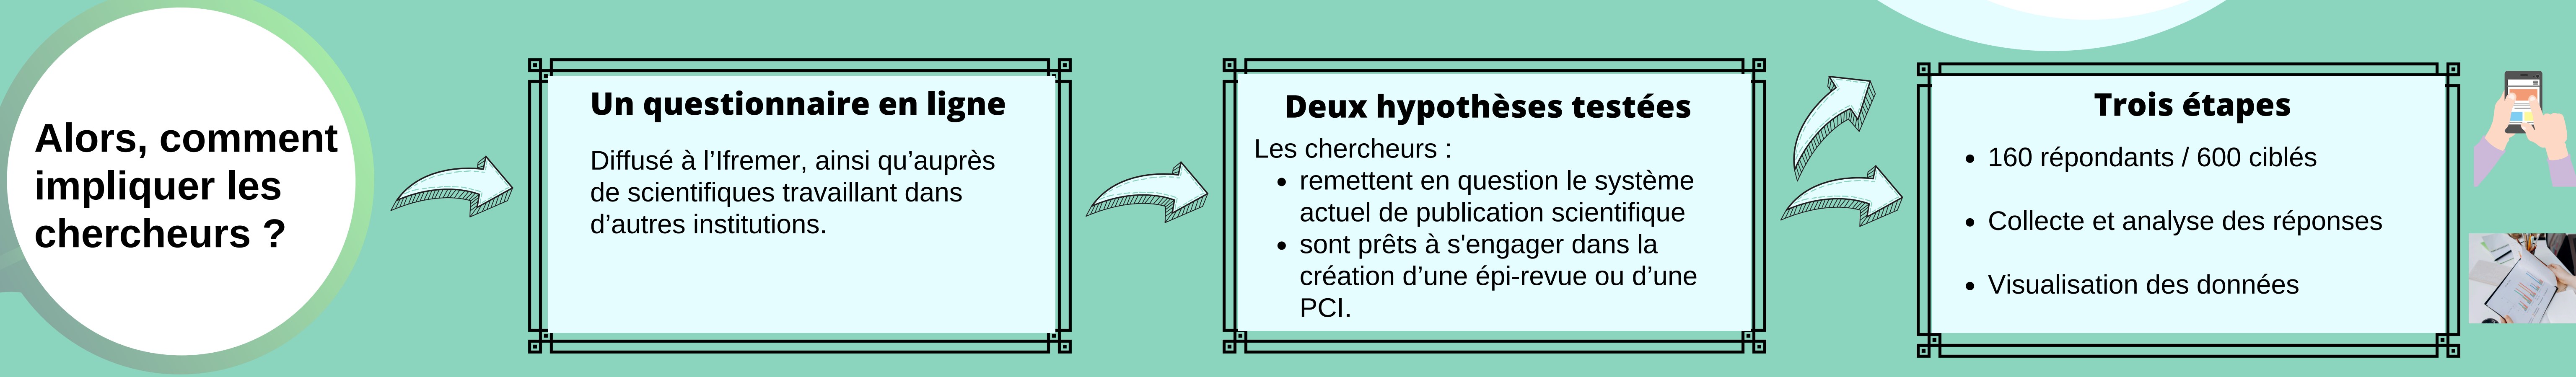 Alors, comment
impliquer les
chercheurs ?
Un questionnaire en ligne
Diffusé à l’Ifremer, ainsi qu’auprès
de scientifiques travaillant dans
d’autres institutions.
Deux hypothèses testées
Les chercheurs :
• remettent en question le système
actuel de publication scientifique
• sont prêts à s'engager dans la
création d’une épi-revue ou d’une
PCI.
Trois étapes
• 160 répondants / 600 ciblés
• Collecte et analyse des réponses
• Visualisation des données